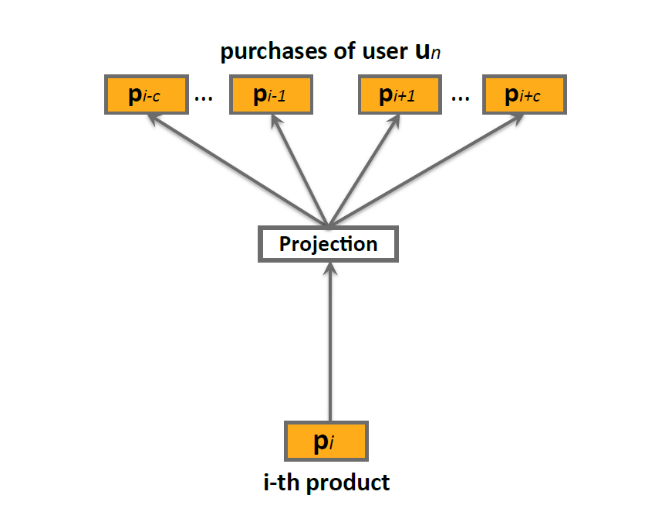 purchases of user un
pi-c ... pi-1 pi+1 ... pi+c
Projection
pi
i-th product